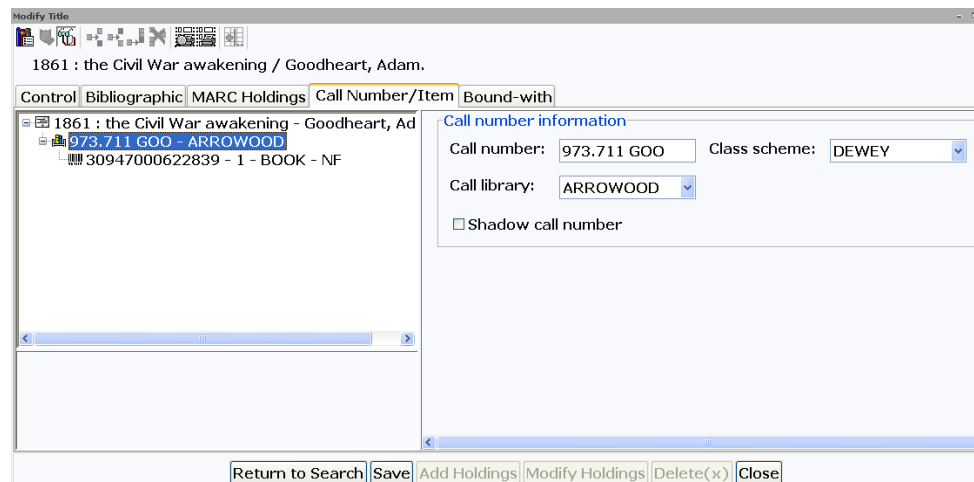 Modify Title
1861 : the Civil War awakening / Goodheart, Adam.
Control Bibliographic MARC Holdings Call Number/Item Bound-with
1861 : the Civil War awakening - Goodheart, Ad
973.711 GOO - ARROWOOD
30947000622839 - 1 - BOOK - NF
Call number information
Call number: 973.711 GOO Class scheme: DEWEY
Call library: ARROWOOD
Shadow call number
Return to Search Save Add Holdings Modify Holdings Delete(x) Close